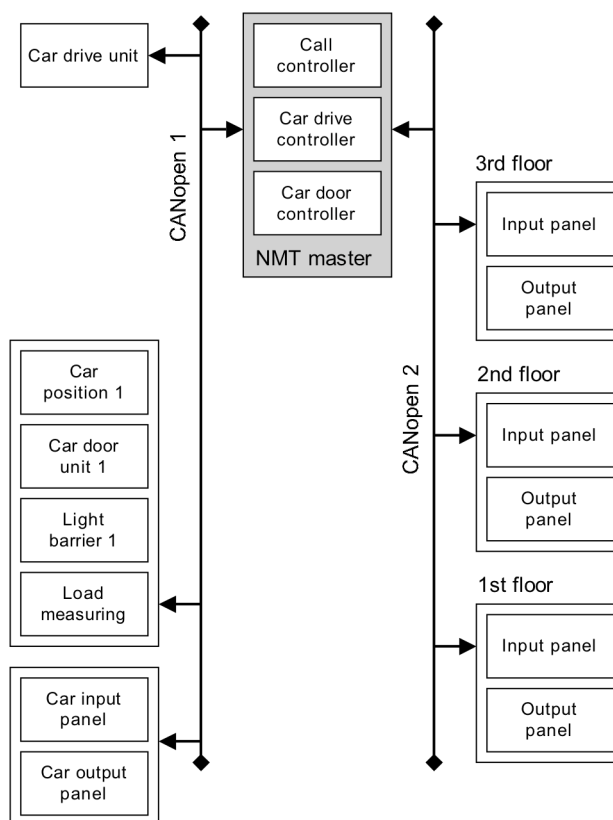 Car drive unit
CANopen 1
Call
controller
Car drive
controller
Car door
controller
NMT master
CANopen 2
3rd floor
Input panel
Output
panel
2nd floor
Input panel
Output
panel
1st floor
Input panel
Output
panel
Car
position 1
Car door
unit 1
Light
barrier 1
Load
measuring
Car input
panel
Car output
panel